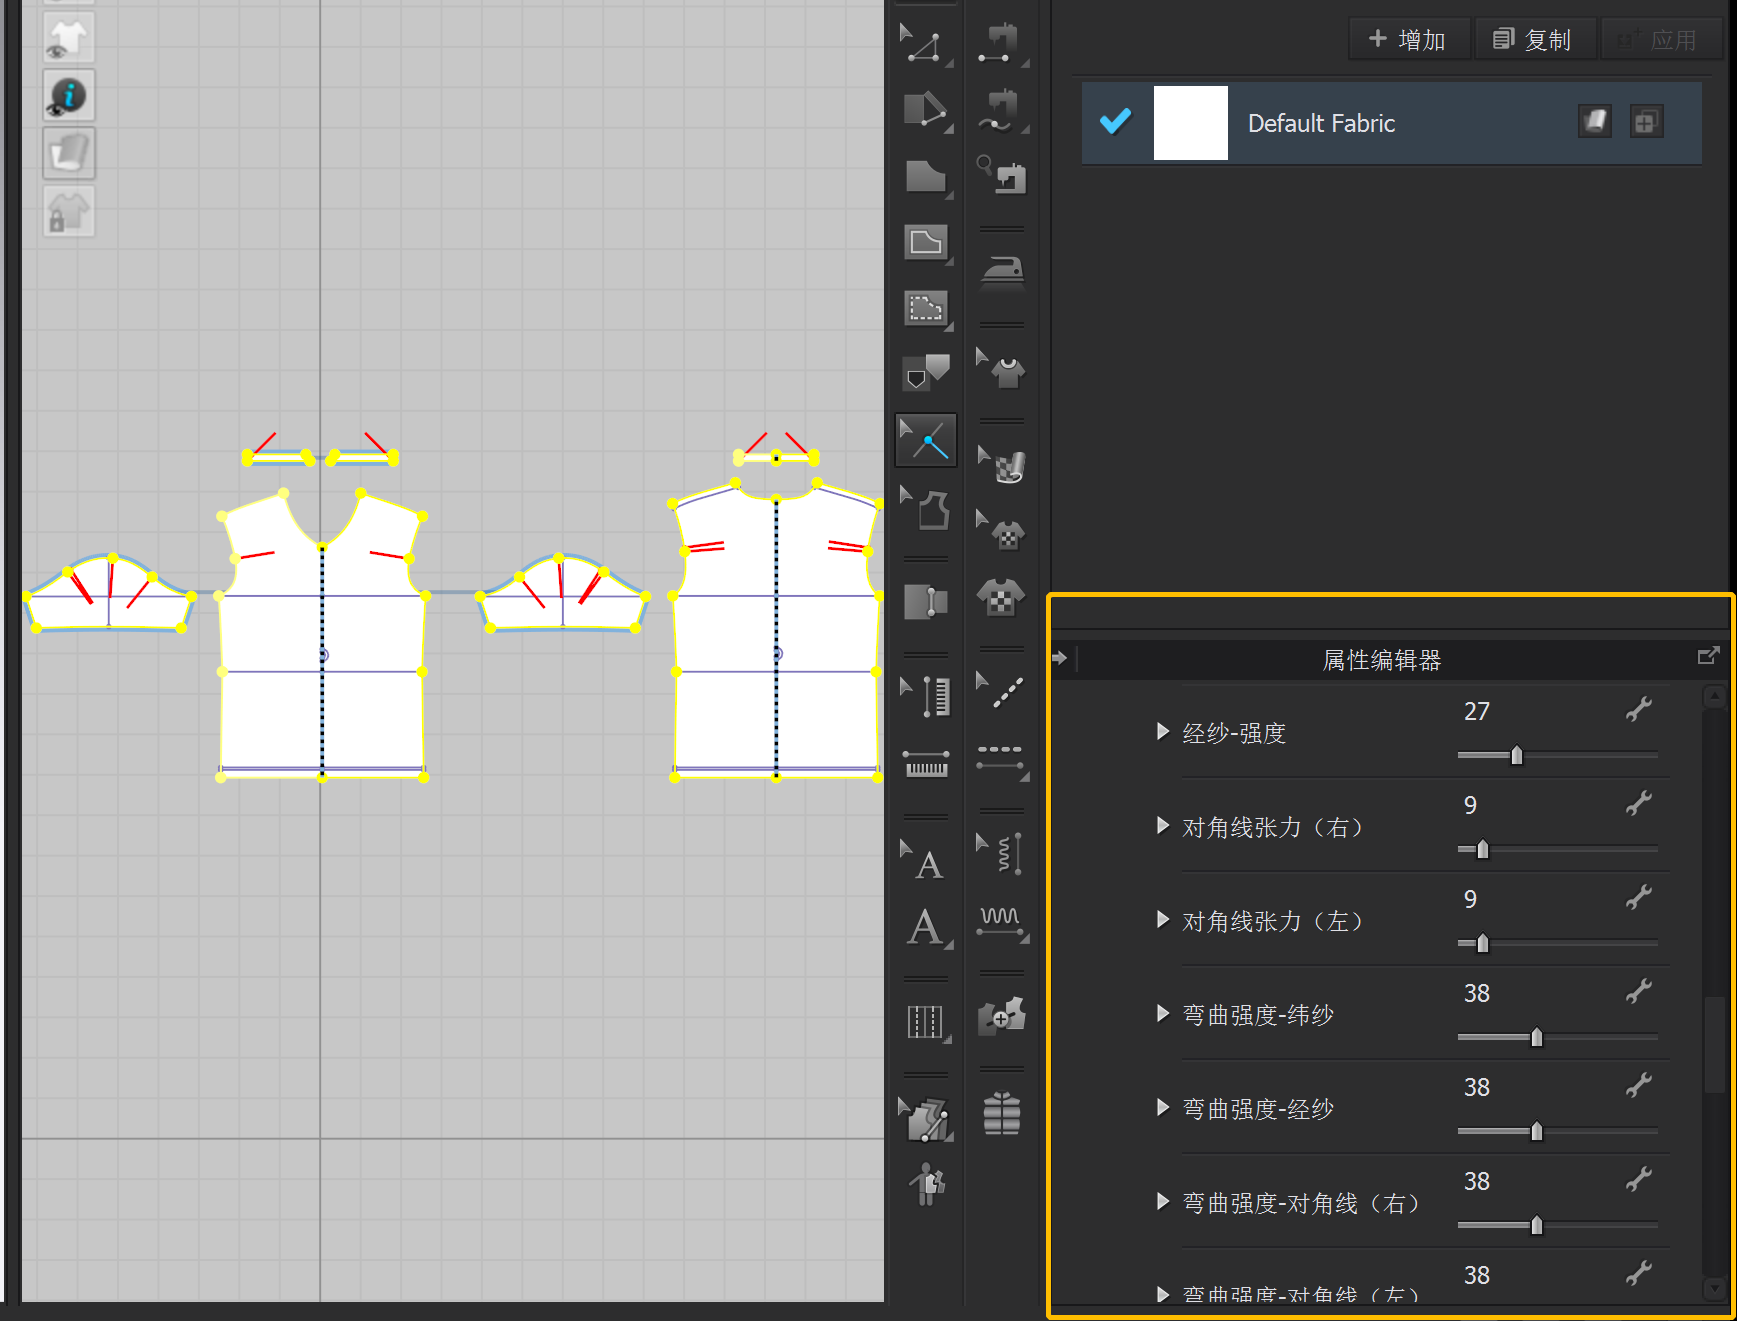 增加
复制
应用
Default Fabric
属性编辑器
经纱-强度
27
对角线张力（右）
9
对角线张力（左）
9
弯曲强度-纬纱
38
弯曲强度-经纱
38
弯曲强度-对角线（右）
38
弯曲强度-对角线（左）
38
A
A